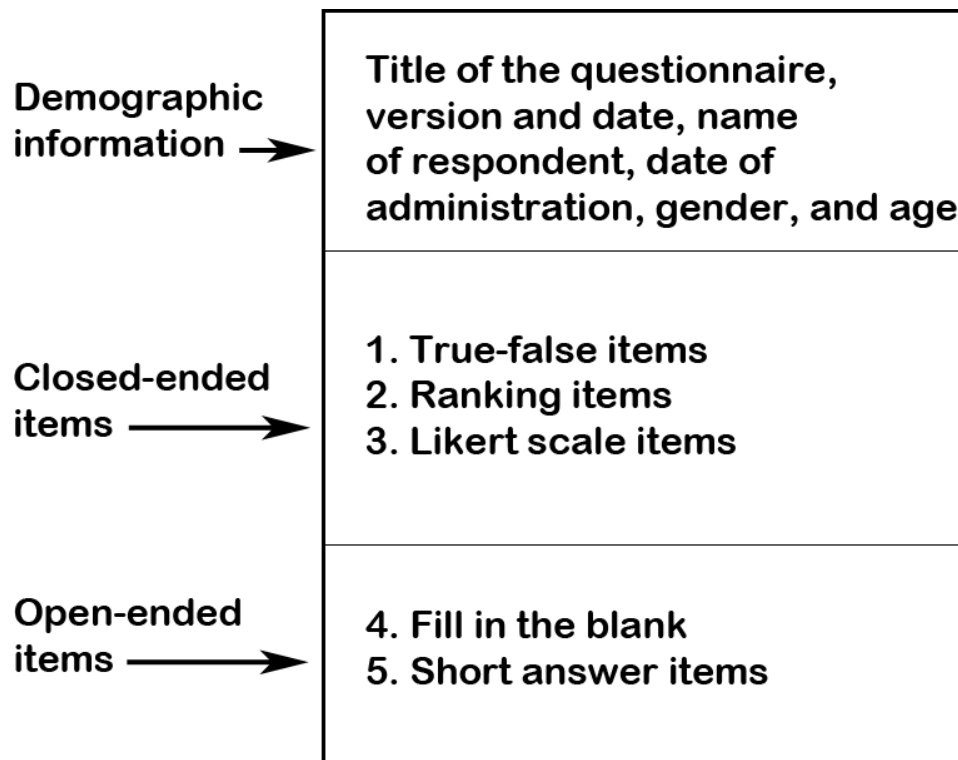 Demographic
information
Title of the questionnaire,
version and date, name
of respondent, date of
administration, gender, and age
Closed-ended
items
1. True-false items
2. Ranking items
3. Likert scale items
Open-ended
items
4. Fill in the blank
5. Short answer items